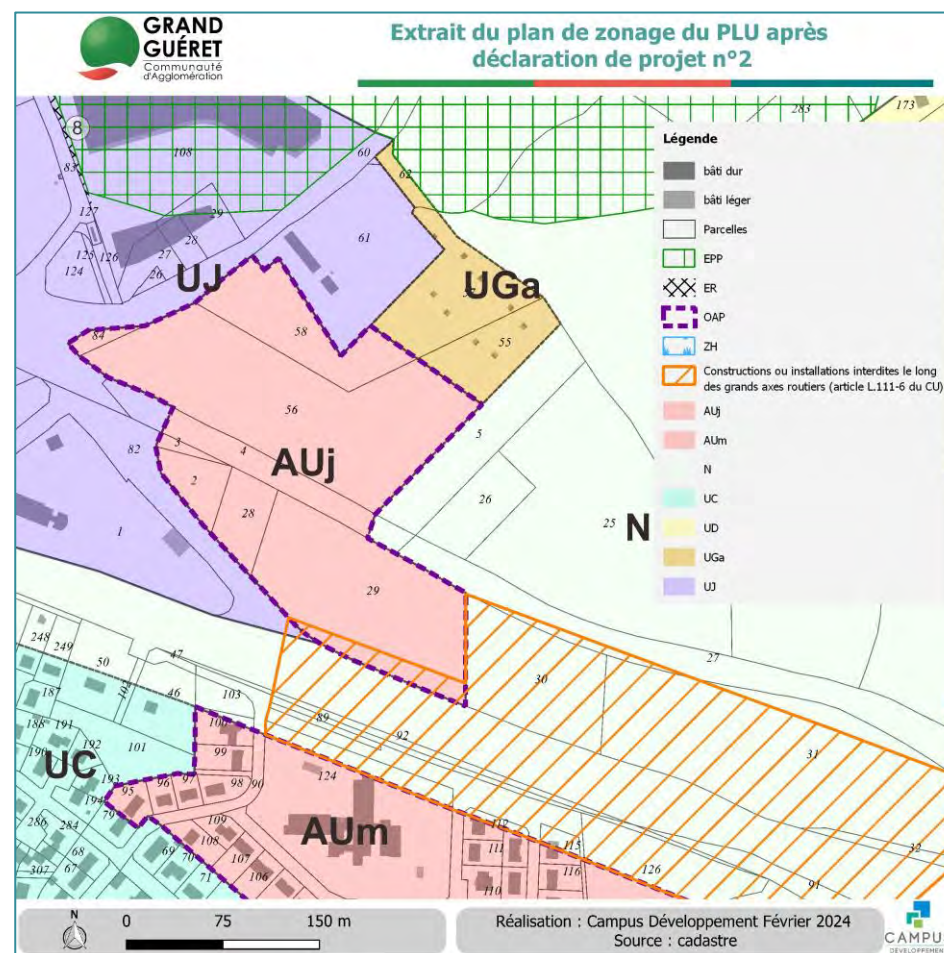 GRAND
GUÉRET
Communauté
d'Agglomération
Extrait du plan de zonage du PLU après
déclaration de projet n°2
8
108
83
60
62
283
173
127
29
28
61
125
126
27
124
26
UJ
UGa
84
58
55
56
5
3
82
4
AUj
2
28
26
25
N
1
29
Légende
bâti dur
bâti léger
Parcelles
EPP
ER
OAP
ZH
Constructions ou installations interdites le long
des grands axes routiers (article L.111-6 du CU)
AUj
AUm
N
UC
UD
UGa
UJ
248
249
50
47
27
187
102
46
103
30
188
191
89
92
31
190
192
101
100
99
UC
193
96
97
98
90
124
194
95
79
AUm
286
284
109
108
112
111
115
32
68
69
70
107
116
126
307
67
71
106
110
91
N
0
75
150 m
Réalisation : Campus Développement Février 2024
Source : cadastre
CAMPUS
DÉVELOPPEMENT